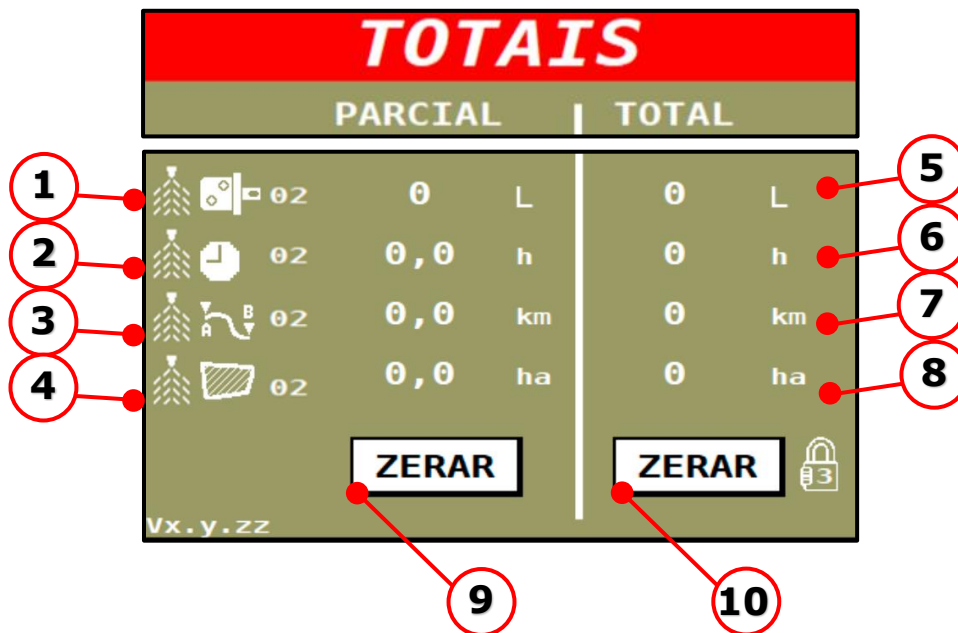 TOTAIS
PARCIAL TOTAL
1 02 0 L 0 L 5
2 02 0,0 h 0 h 6
3 A B 02 0,0 km 0 km 7
4 02 0,0 ha 0 ha 8
ZERAR ZERAR 3
Vx.y.zz
9 10